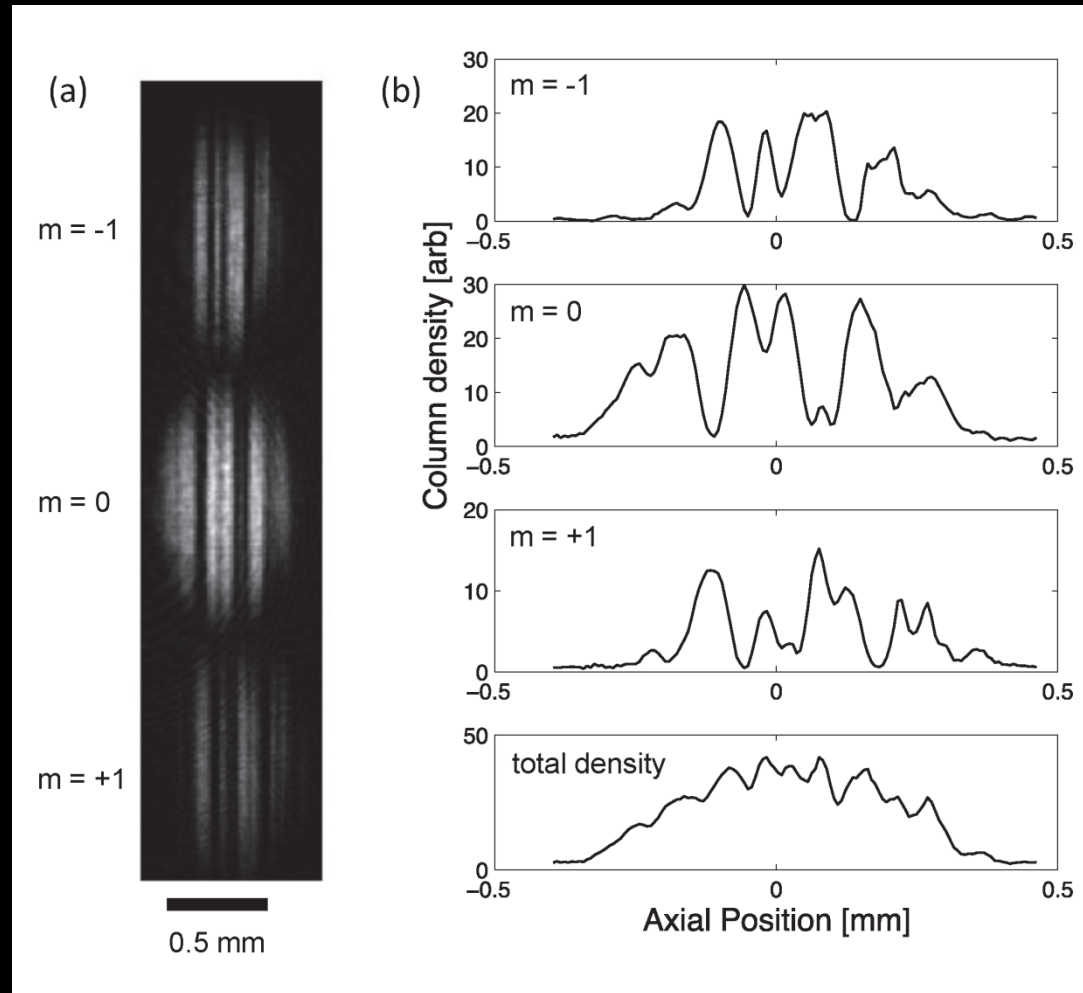 (a)
m = -1
m = 0
m = +1
0.5 mm
(b)
Column density [arb]
30
20
10
0
m = -1
−0.5
0
0.5
30
20
10
0
m = 0
−0.5
0
0.5
20
10
0
m = +1
−0.5
0
0.5
50
0
total density
−0.5
0
0.5
Axial Position [mm]